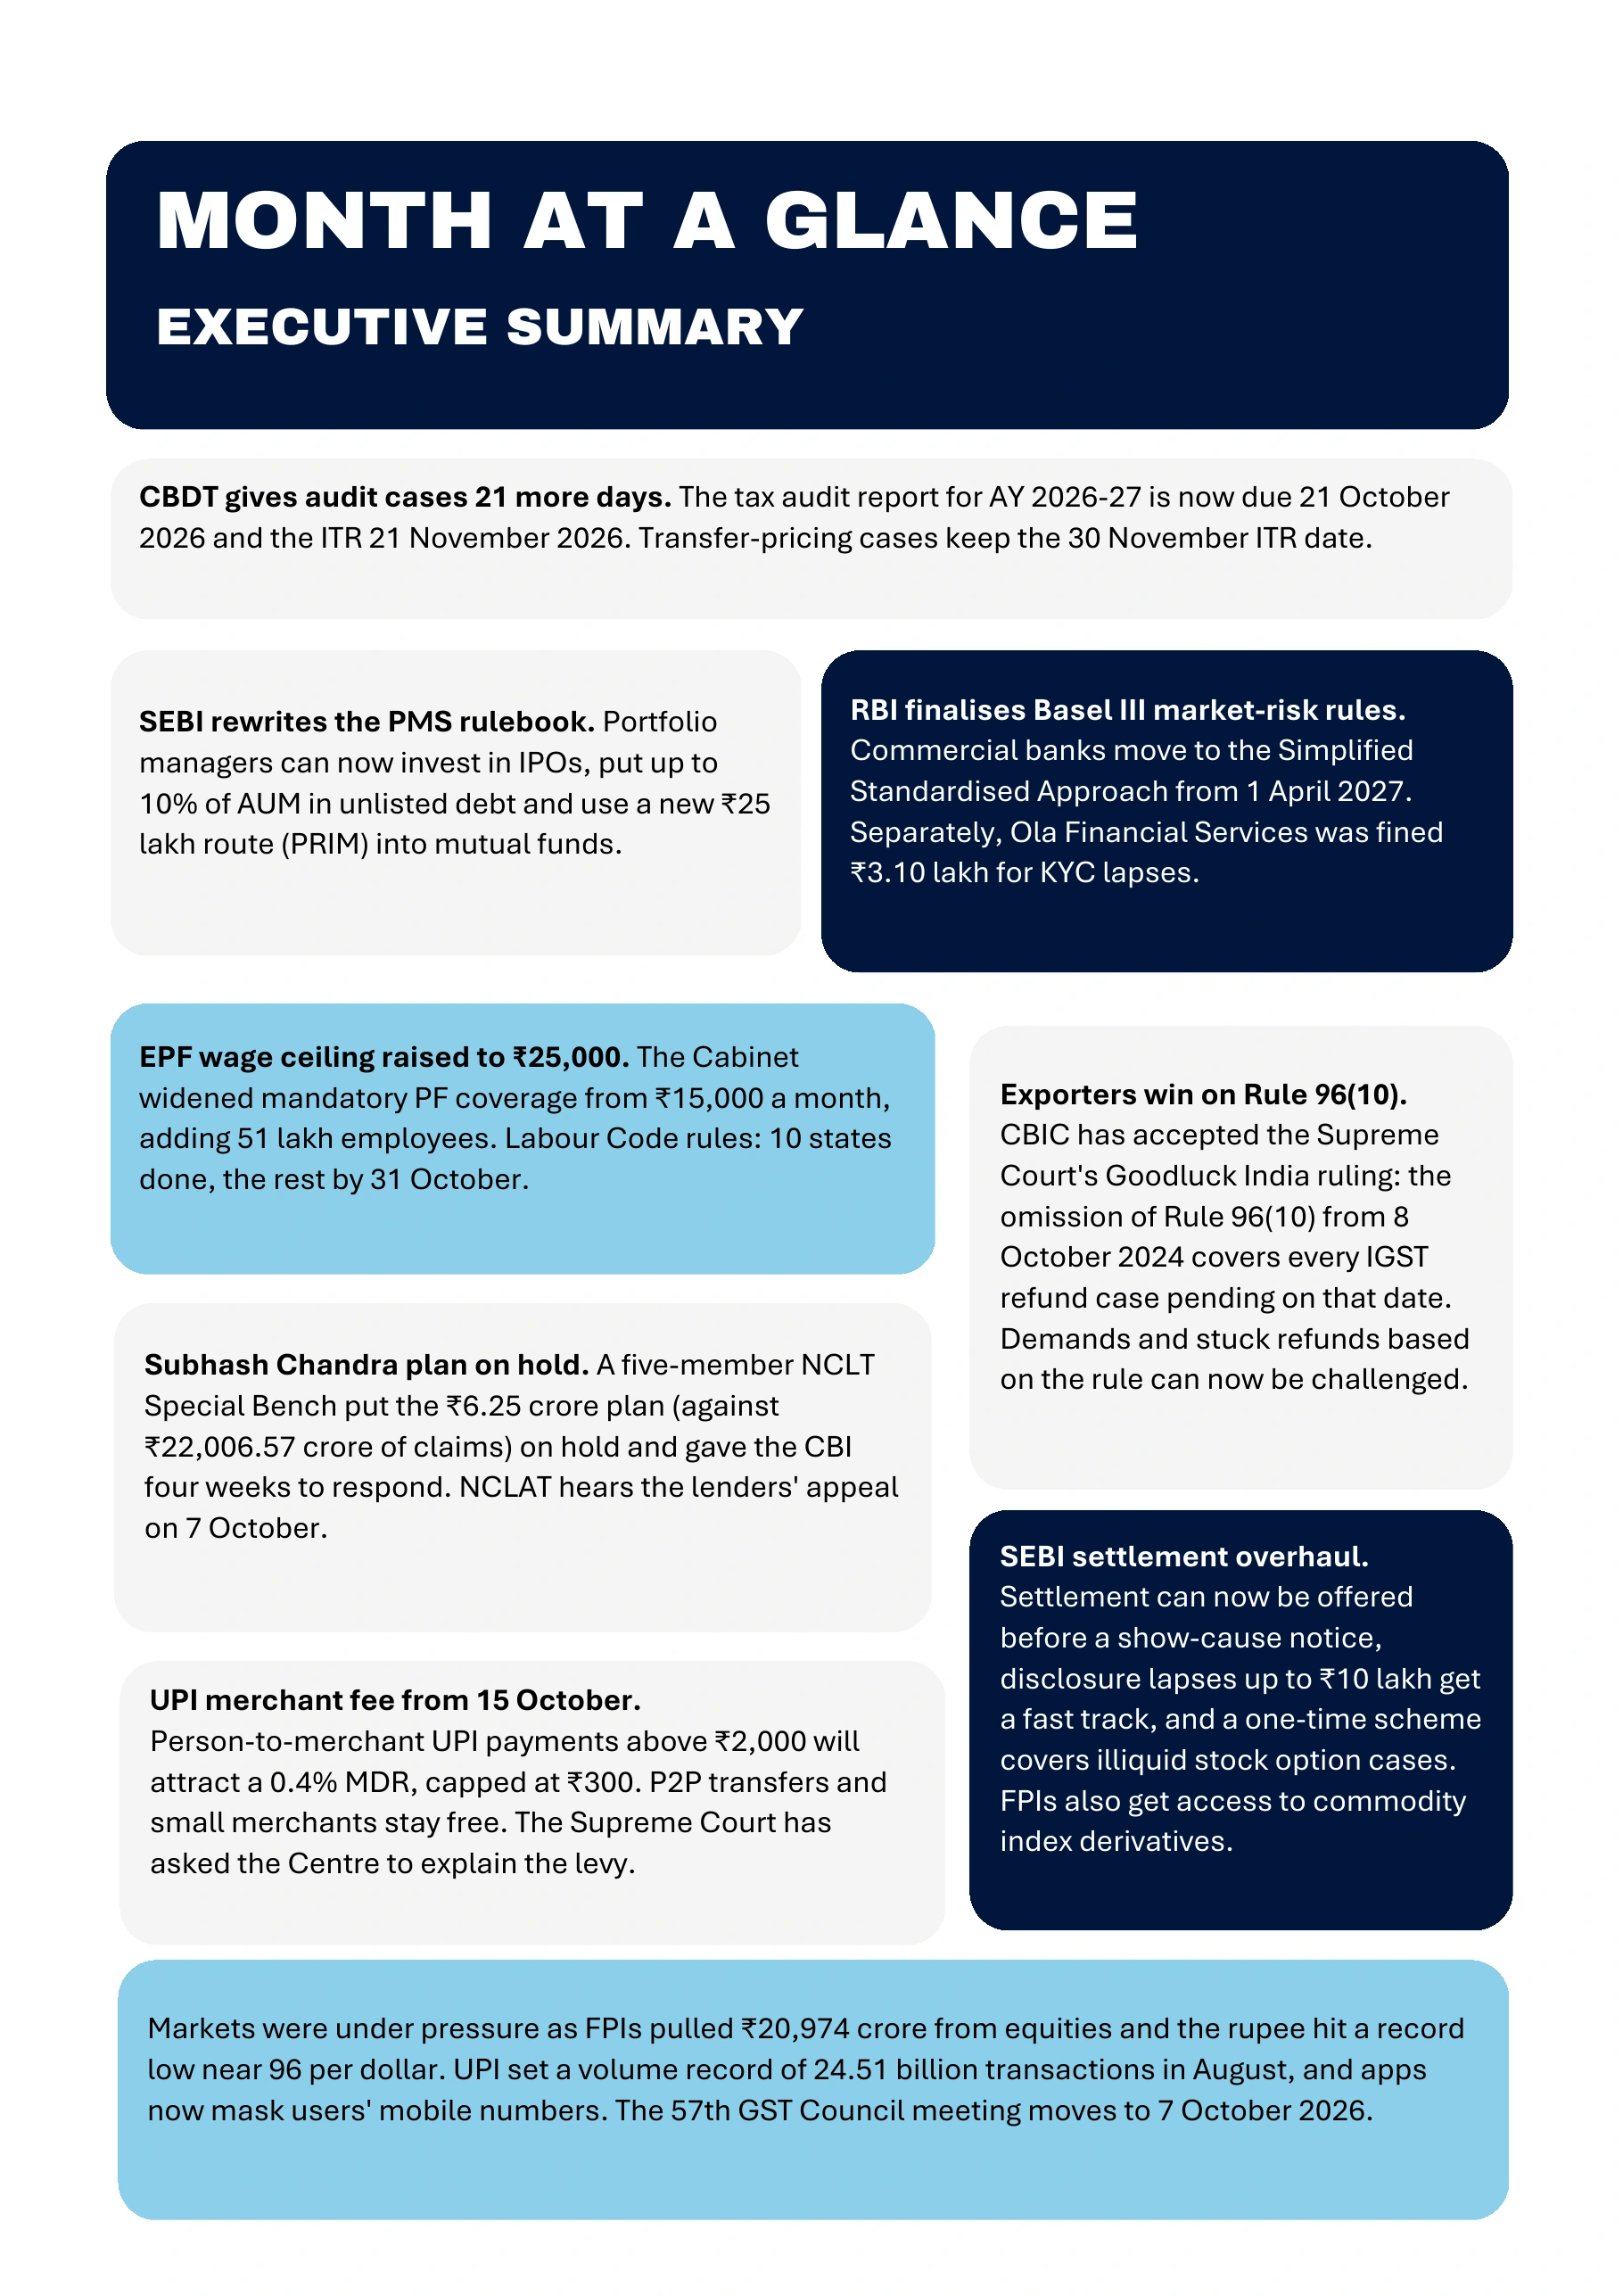 MONTH AT A GLANCE
EXECUTIVE SUMMARY
CBDT gives audit cases 21 more days. The tax audit report for AY 2026-27 is now due 21 October
2026 and the ITR 21 November 2026. Transfer-pricing cases keep the 30 November ITR date.
SEBI rewrites the PMS rulebook. Portfolio
managers can now invest in IPOs, put up to
10% of AUM in unlisted debt and use a new ₹25
lakh route (PRIM) into mutual funds.
RBI finalises Basel III market-risk rules.
Commercial banks move to the Simplified
Standardised Approach from 1 April 2027.
Separately, Ola Financial Services was fined
₹3.10 lakh for KYC lapses.
EPF wage ceiling raised to ₹25,000. The Cabinet
widened mandatory PF coverage from ₹15,000 a month,
adding 51 lakh employees. Labour Code rules: 10 states
done, the rest by 31 October.
Exporters win on Rule 96(10).
CBIC has accepted the Supreme
Court's Goodluck India ruling: the
omission of Rule 96(10) from 8
October 2024 covers every IGST
refund case pending on that date.
Demands and stuck refunds based
on the rule can now be challenged.
Subhash Chandra plan on hold. A five-member NCLT
Special Bench put the ₹6.25 crore plan (against
₹22,006.57 crore of claims) on hold and gave the CBI
four weeks to respond. NCLAT hears the lenders' appeal
on 7 October.
SEBI settlement overhaul.
Settlement can now be offered
before a show-cause notice,
disclosure lapses up to ₹10 lakh get
a fast track, and a one-time scheme
covers illiquid stock option cases.
FPIs also get access to commodity
index derivatives.
UPI merchant fee from 15 October.
Person-to-merchant UPI payments above ₹2,000 will
attract a 0.4% MDR, capped at ₹300. P2P transfers and
small merchants stay free. The Supreme Court has
asked the Centre to explain the levy.
Markets were under pressure as FPIs pulled ₹20,974 crore from equities and the rupee hit a record
low near 96 per dollar. UPI set a volume record of 24.51 billion transactions in August, and apps
now mask users' mobile numbers. The 57th GST Council meeting moves to 7 October 2026.